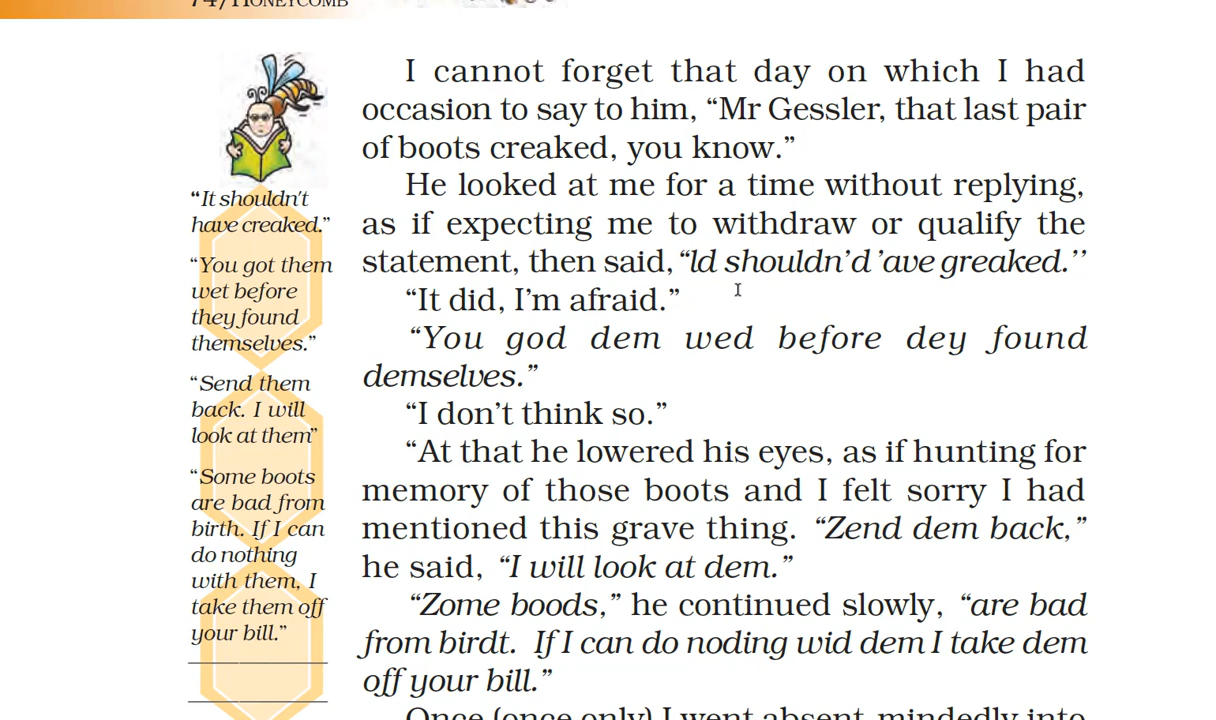 74/HONEYCOMB
I cannot forget that day on which I had
occasion to say to him, “Mr Gessler, that last pair
of boots creaked, you know.”
He looked at me for a time without replying,
as if expecting me to withdraw or qualify the
statement, then said, “ld shouldn’d ’ave greaked.’’
“It did, I’m afraid.”
“You god dem wed before dey found
demselves.”
“I don’t think so.”
“At that he lowered his eyes, as if hunting for
memory of those boots and I felt sorry I had
mentioned this grave thing. “Zend dem back,”
he said, “I will look at dem.”
“Zome boods,” he continued slowly, “are bad
from birdt. If I can do noding wid dem I take dem
off your bill.”
Once (once only) I went absent-mindedly into
“It shouldn’t
have creaked.”
“You got them
wet before
they found
themselves.”
“Send them
back. I will
look at them”
“Some boots
are bad from
birth. If I can
do nothing
with them, I
take them off
your bill.”